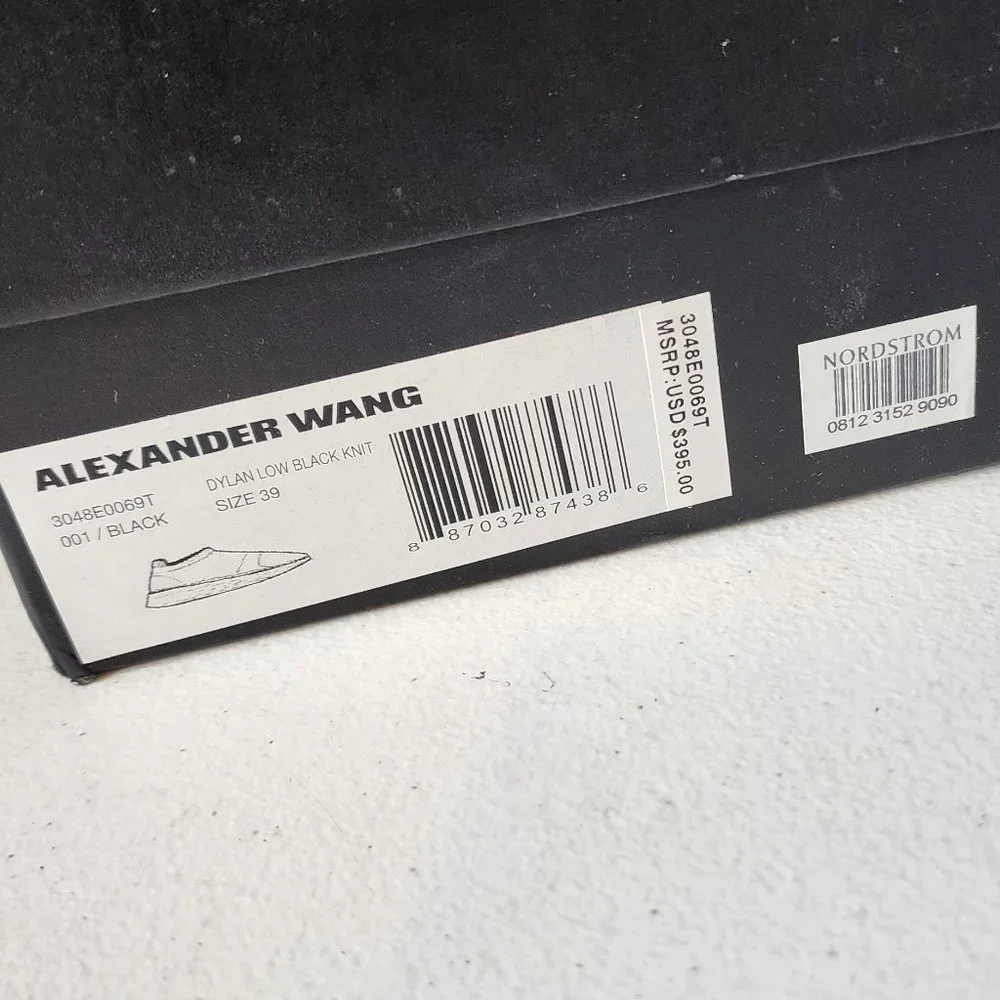 ALEXANDER WANG
3048E0069T
001 / BLACK
DYLAN LOW BLACK KNIT
SIZE 39
8 87032 87438 6
3048E0069T
MSRP:USD $395.00
NORDSTROM
0812 3152 9090